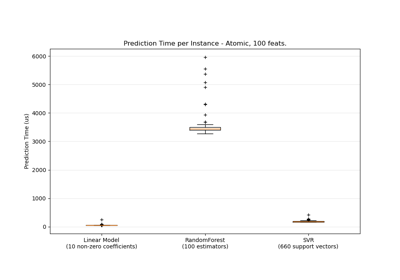 Prediction Time per Instance - Atomic, 100 feats.
6000
5000
4000
3000
2000
1000
0
Prediction Time (us)
Linear Model
(10 non-zero coefficients)
RandomForest
(100 estimators)
SVR
(660 support vectors)